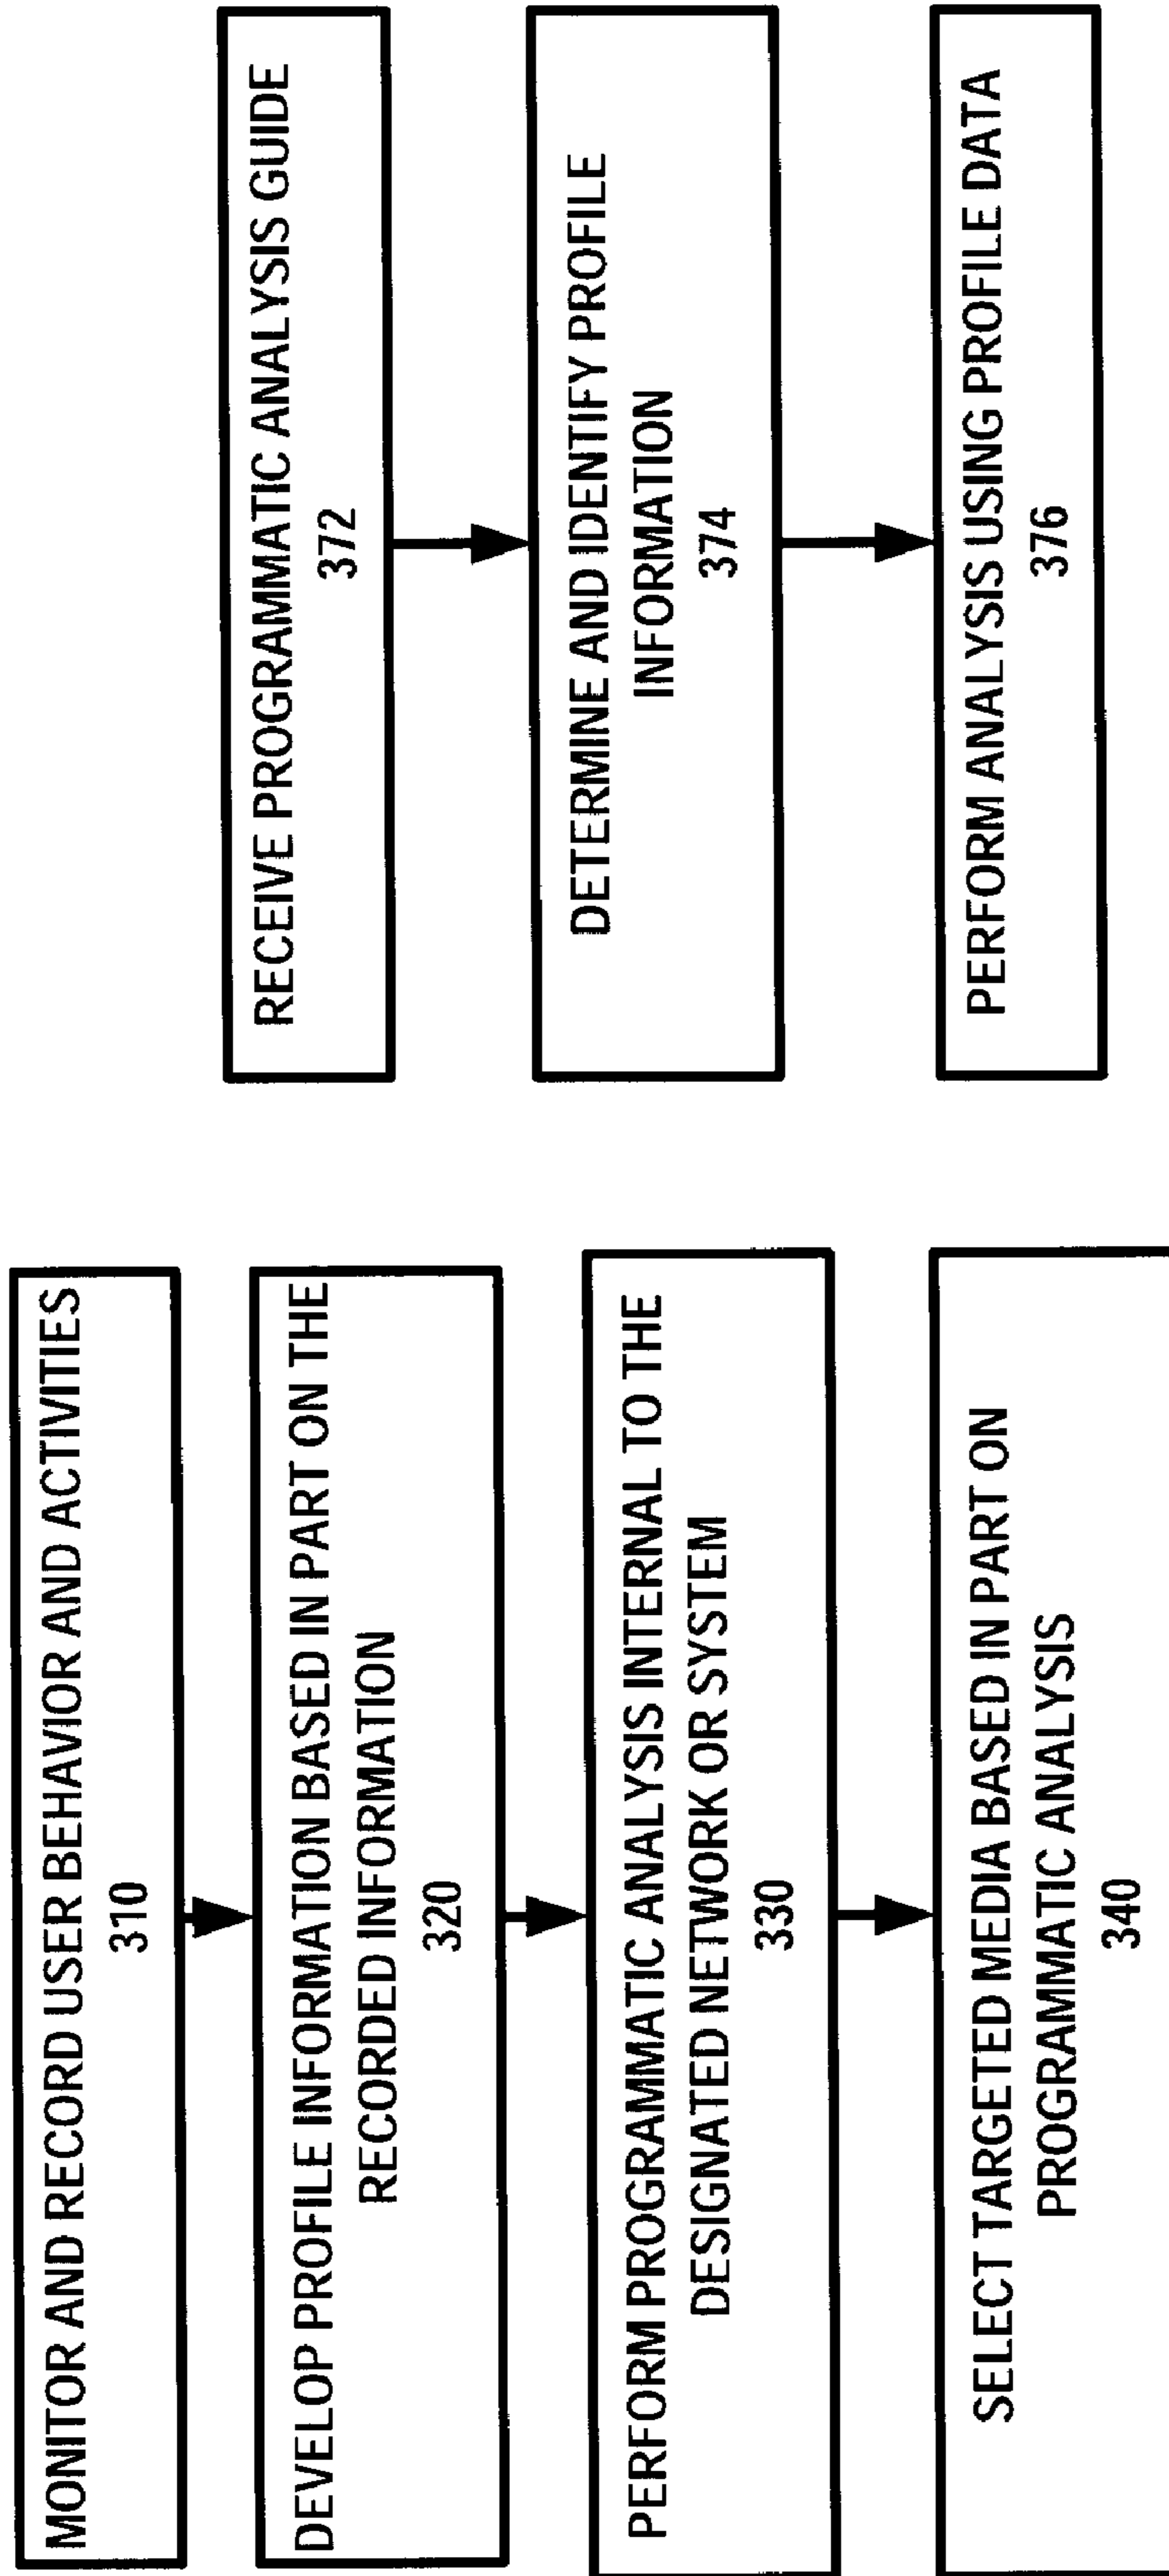 MONITOR AND RECORD USER BEHAVIOR AND ACTIVITIES
310
DEVELOP PROFILE INFORMATION BASED IN PART ON THE
RECORDED INFORMATION
320
PERFORM PROGRAMMATIC ANALYSIS INTERNAL TO THE
DESIGNATED NETWORK OR SYSTEM
330
SELECT TARGETED MEDIA BASED IN PART ON
PROGRAMMATIC ANALYSIS
340
RECEIVE PROGRAMMATIC ANALYSIS GUIDE
372
DETERMINE AND IDENTIFY PROFILE
INFORMATION
374
PERFORM ANALYSIS USING PROFILE DATA
376